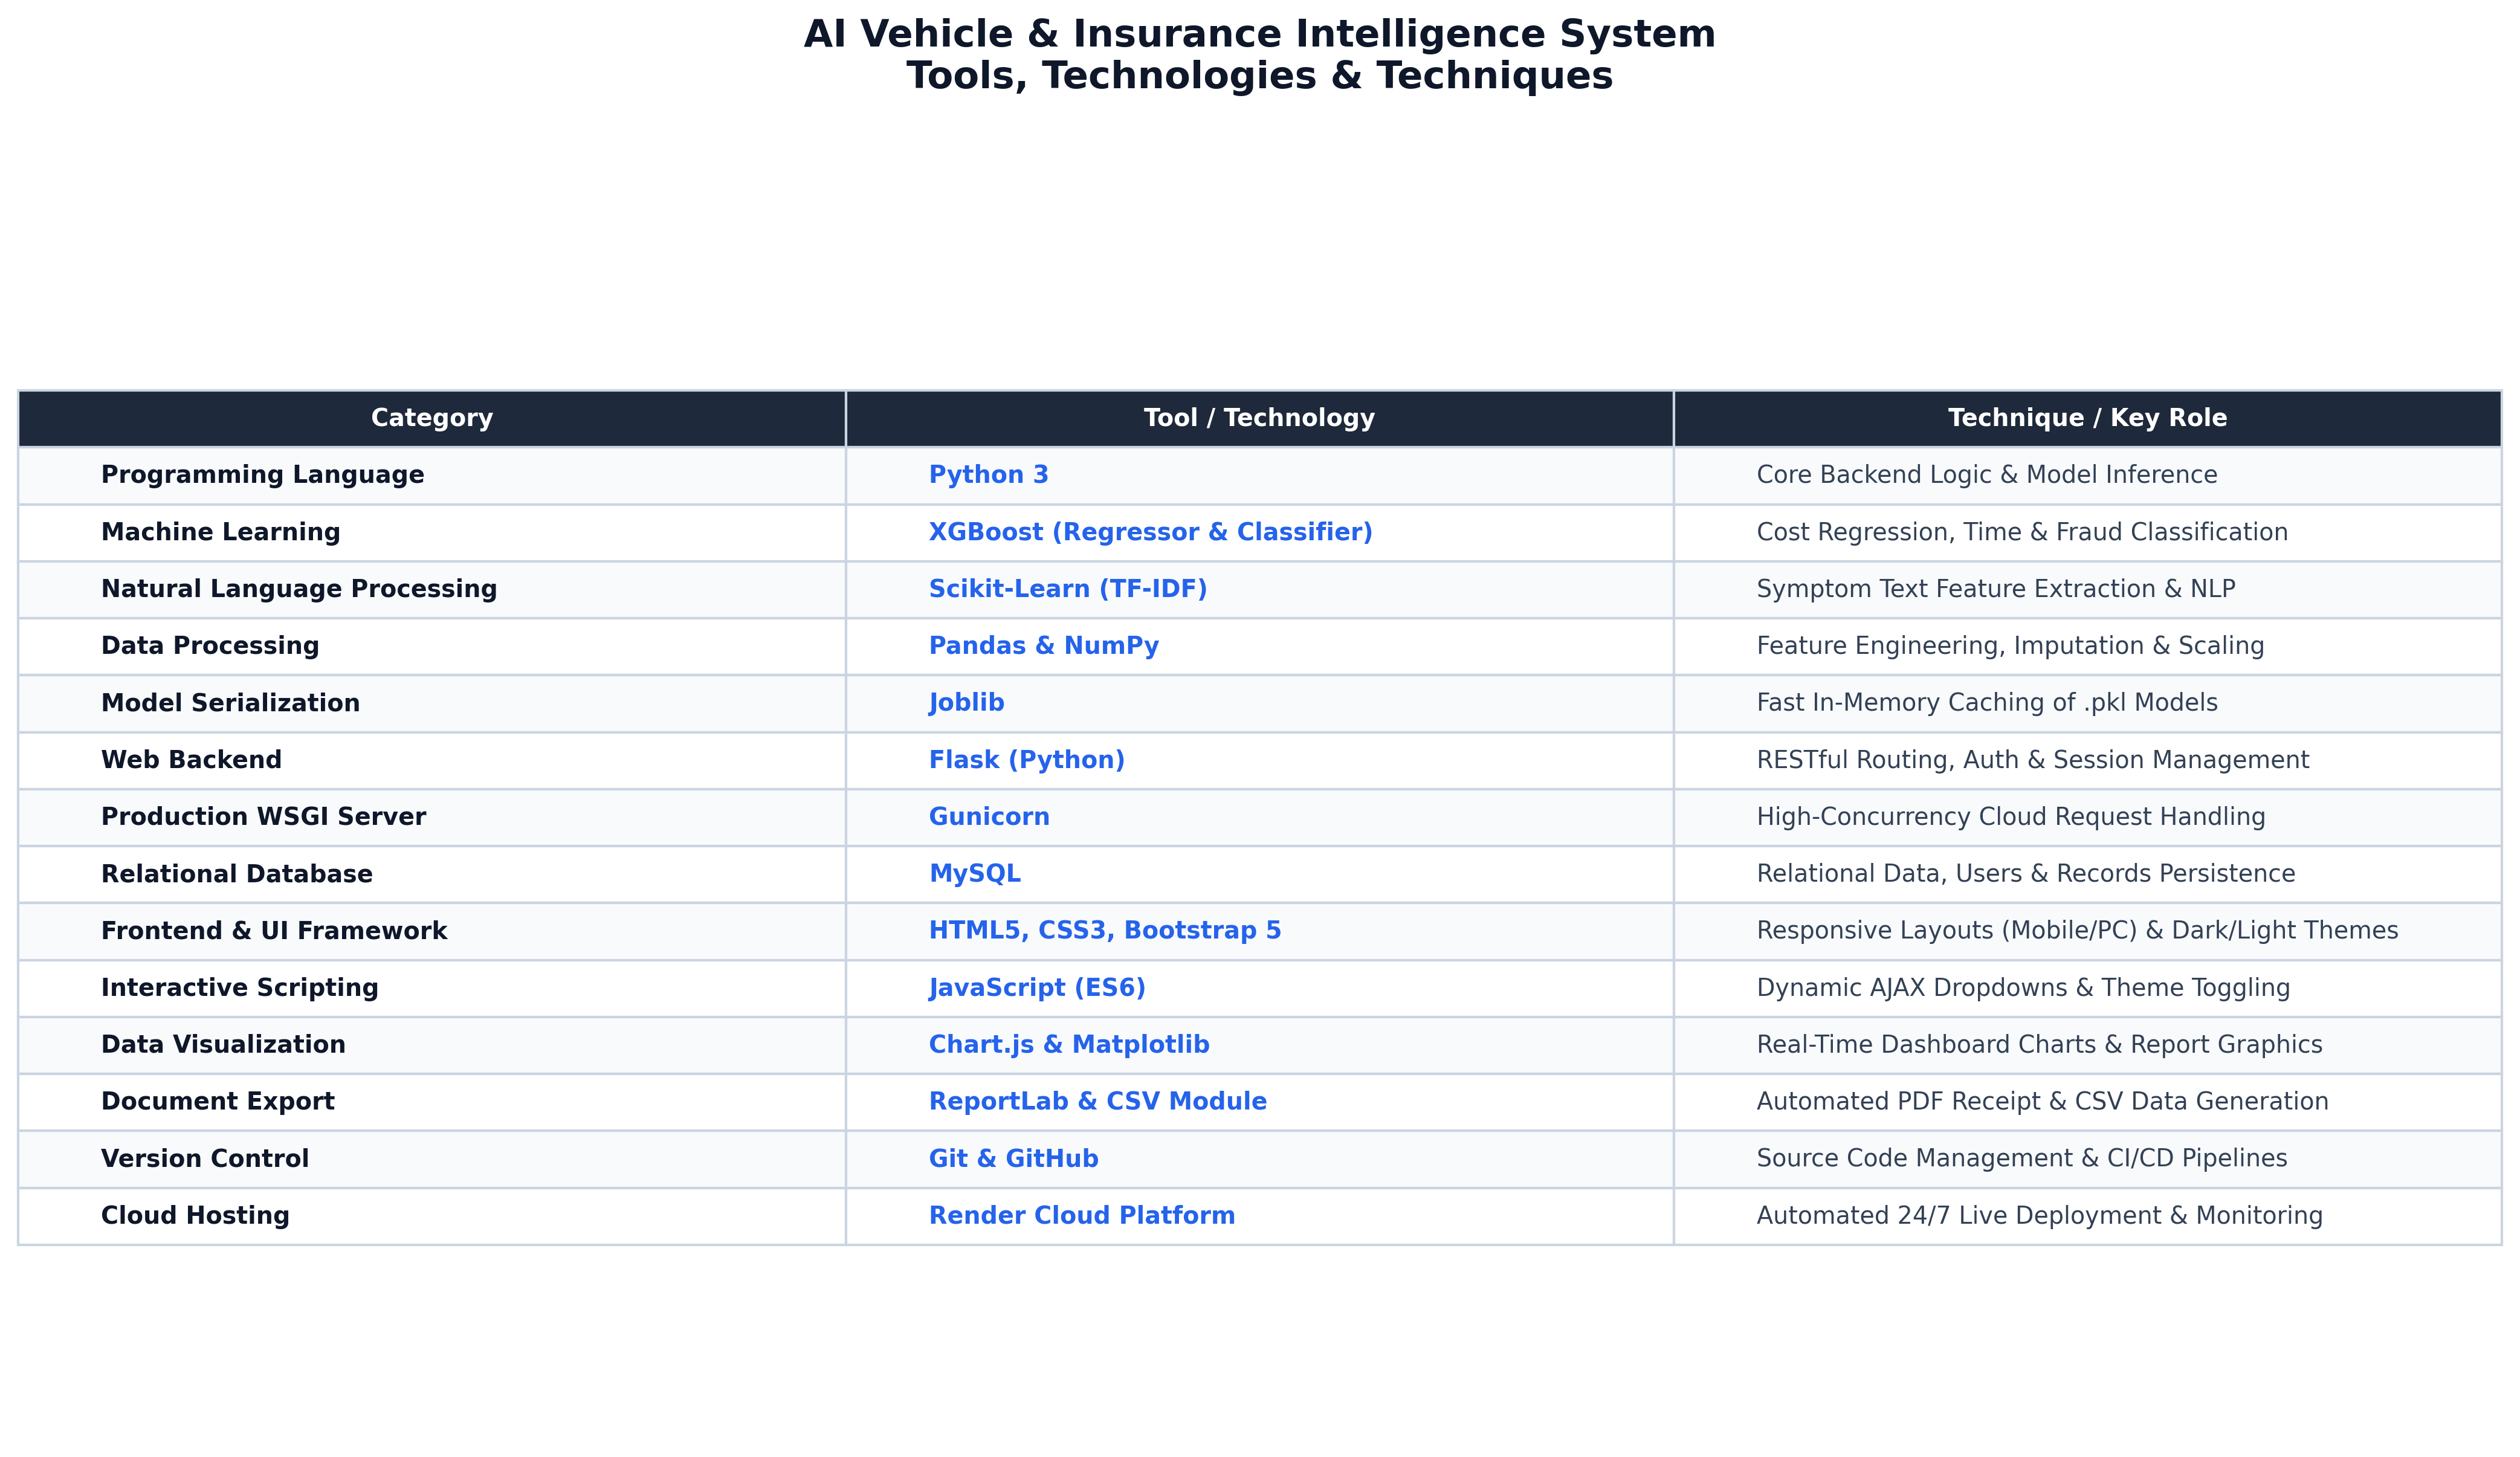 AI Vehicle & Insurance Intelligence System
Tools, Technologies & Techniques
Category Tool / Technology Technique / Key Role
Programming Language Python 3 Core Backend Logic & Model Inference
Machine Learning XGBoost (Regressor & Classifier) Cost Regression, Time & Fraud Classification
Natural Language Processing Scikit-Learn (TF-IDF) Symptom Text Feature Extraction & NLP
Data Processing Pandas & NumPy Feature Engineering, Imputation & Scaling
Model Serialization Joblib Fast In-Memory Caching of .pkl Models
Web Backend Flask (Python) RESTful Routing, Auth & Session Management
Production WSGI Server Gunicorn High-Concurrency Cloud Request Handling
Relational Database MySQL Relational Data, Users & Records Persistence
Frontend & UI Framework HTML5, CSS3, Bootstrap 5 Responsive Layouts (Mobile/PC) & Dark/Light Themes
Interactive Scripting JavaScript (ES6) Dynamic AJAX Dropdowns & Theme Toggling
Data Visualization Chart.js & Matplotlib Real-Time Dashboard Charts & Report Graphics
Document Export ReportLab & CSV Module Automated PDF Receipt & CSV Data Generation
Version Control Git & GitHub Source Code Management & CI/CD Pipelines
Cloud Hosting Render Cloud Platform Automated 24/7 Live Deployment & Monitoring